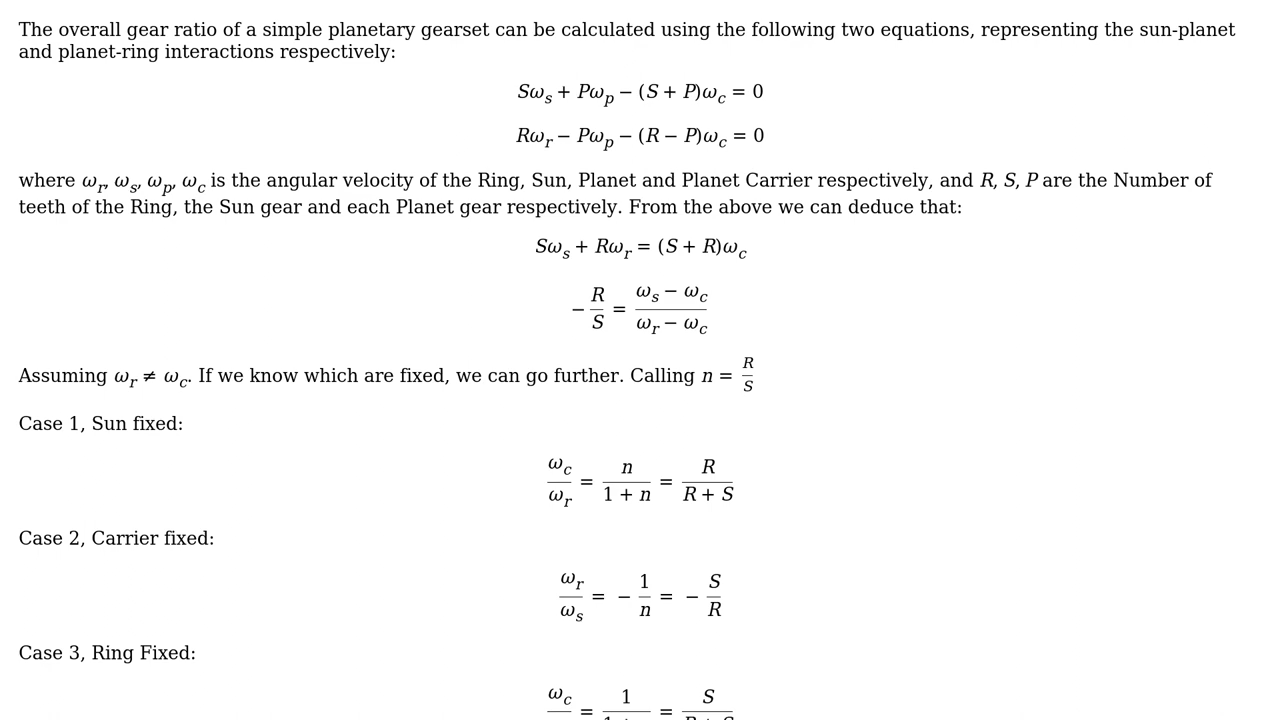 The overall gear ratio of a simple planetary gearset can be calculated using the following two equations, representing the sun-planet
and planet-ring interactions respectively:
Sω_s + Pω_p − (S + P)ω_c = 0
Rω_r − Pω_p − (R − P)ω_c = 0
where ω_r, ω_s, ω_p, ω_c is the angular velocity of the Ring, Sun, Planet and Planet Carrier respectively, and R, S, P are the Number of
teeth of the Ring, the Sun gear and each Planet gear respectively. From the above we can deduce that:
Sω_s + Rω_r = (S + R)ω_c
− R/S = (ω_s − ω_c)/(ω_r − ω_c)
Assuming ω_r ≠ ω_c. If we know which are fixed, we can go further. Calling n = R/S
Case 1, Sun fixed:
ω_c/ω_r = n/(1 + n) = R/(R + S)
Case 2, Carrier fixed:
ω_r/ω_s = − 1/n = − S/R
Case 3, Ring Fixed:
ω_c = 1 = S